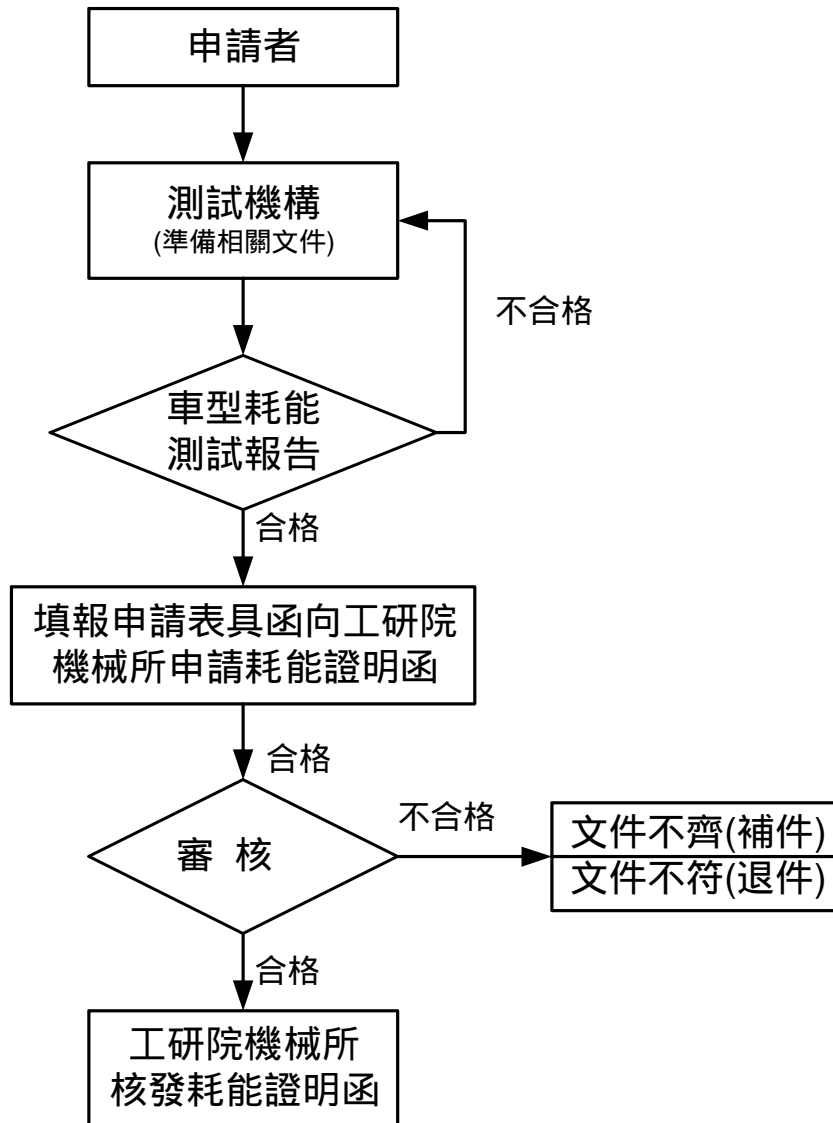 申請者
測試機構
(準備相關文件)
不合格
車型耗能
測試報告
合格
填報申請表具函向工研院
機械所申請耗能證明函
合格
不合格
審 核
文件不齊(補件)
文件不符(退件)
合格
工研院機械所
核發耗能證明函